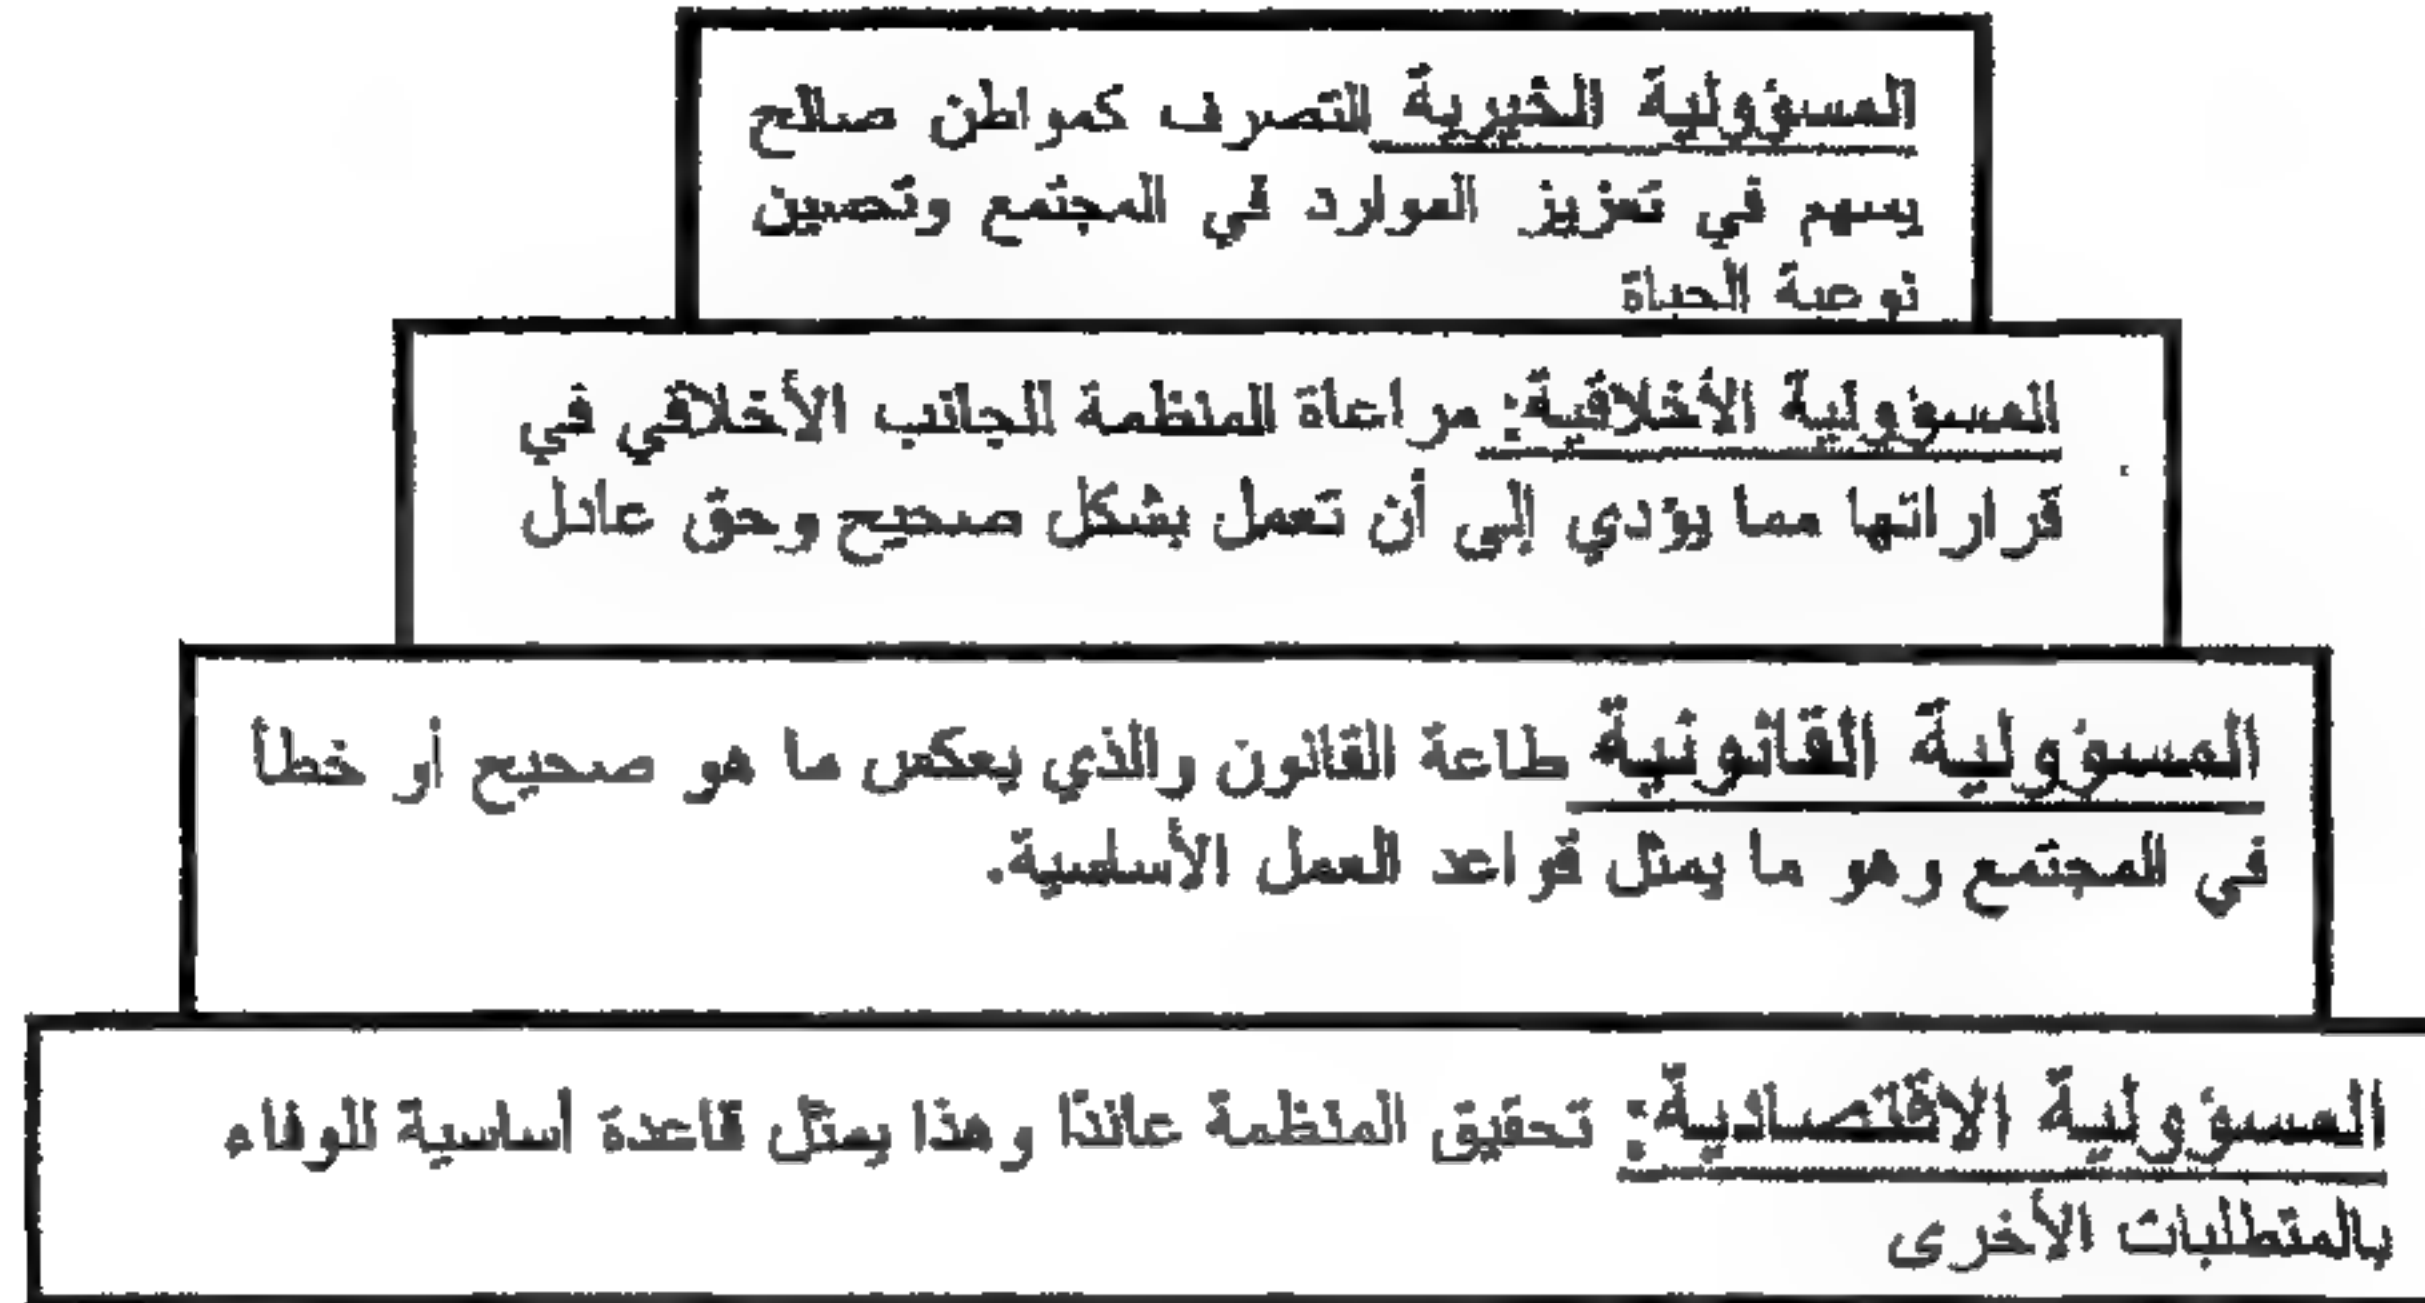 المسؤولية الخيرية للتصرف كمواطن صالح
يسهم في تعزيز الموارد في المجتمع وتحسين
نوعية الحياة
المسؤولية الأخلاقية: مراعاة المنظمة للجانب الأخلاقي في
قراراتها مما يؤدي إلى أن تعمل بشكل صحيح وحق عادل
المسؤولية القانونية طاعة القانون والذي يعكس ما هو صحيح أو خطأ
في المجتمع وهو ما يمثل قواعد العمل الأساسية.
المسؤولية الاقتصادية: تحقيق المنظمة عائدًا وهذا يمثل قاعدة أساسية للوفاء
بالمتطلبات الأخرى